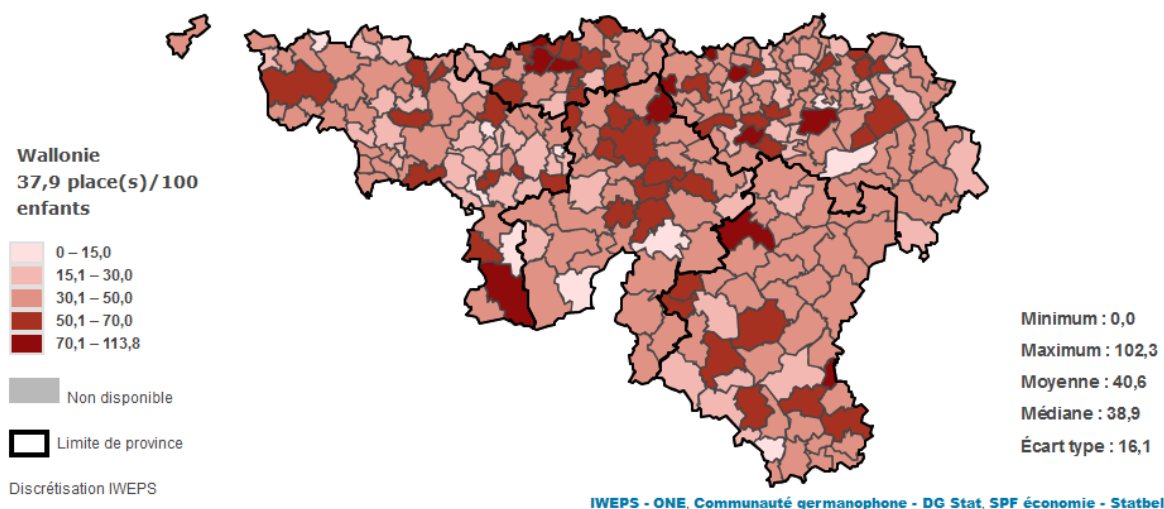 Wallonie
37,9 place(s)/100
enfants
0 – 15,0
15,1 – 30,0
30,1 – 50,0
50,1 – 70,0
70,1 – 113,8
Non disponible
Limite de province
Discrétisation IWEPS
Minimum : 0,0
Maximum : 102,3
Moyenne : 40,6
Médiane : 38,9
Écart type : 16,1
IWEPS - ONE, Communauté germanophone - DG Stat, SPF économie - Statbel